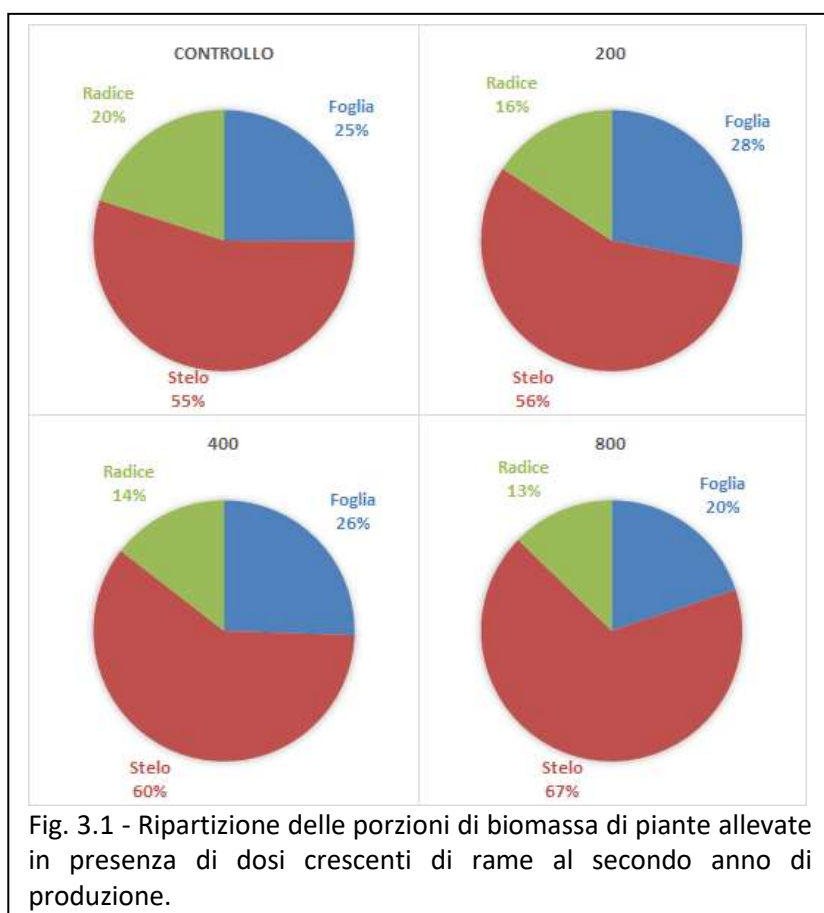 CONTROLLO
Radice
20%
Foglia
25%
Stelo
55%
200
Radice
16%
Foglia
28%
Stelo
56%
400
Radice
14%
Foglia
26%
Stelo
60%
800
Radice
13%
Foglia
20%
Stelo
67%
Fig. 3.1 - Ripartizione delle porzioni di biomassa di piante allevate
in presenza di dosi crescenti di rame al secondo anno di
produzione.